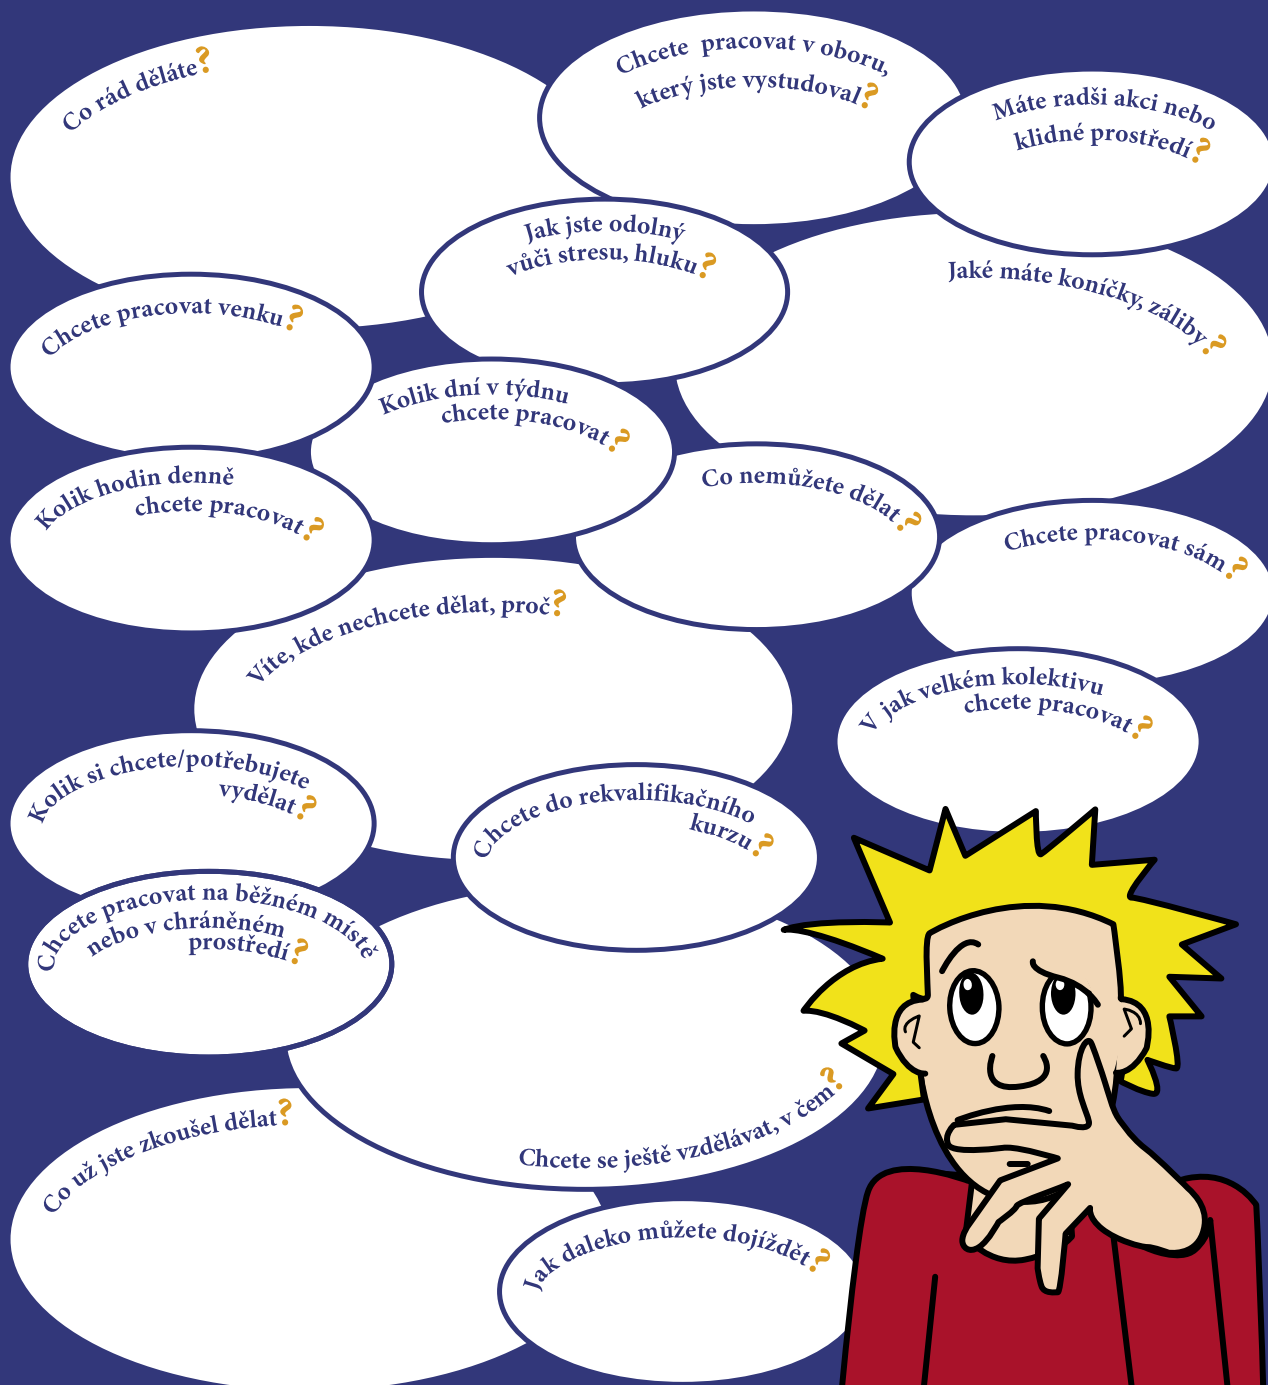 Co rád děláte?
Chcete pracovat v oboru,
který jste vystudoval?
Máte radši akci nebo
klidné prostředí?
Jak jste odolný
vůči stresu, hluku?
Jaké máte koníčky, záliby?
Chcete pracovat venku?
Kolik dní v týdnu
chcete pracovat?
Kolik hodin denně
chcete pracovat?
Co nemůžete dělat?
Chcete pracovat sám?
Víte, kde nechcete dělat, proč?
V jak velkém kolektivu
chcete pracovat?
Kolik si chcete/potřebujete
vydělat?
Chcete do rekvalifikačního
kurzu?
Chcete pracovat na běžném místě
nebo v chráněném
prostředí?
Chcete se ještě vzdělávat, v čem?
Co už jste zkoušel dělat?
Jak daleko můžete dojíždět?